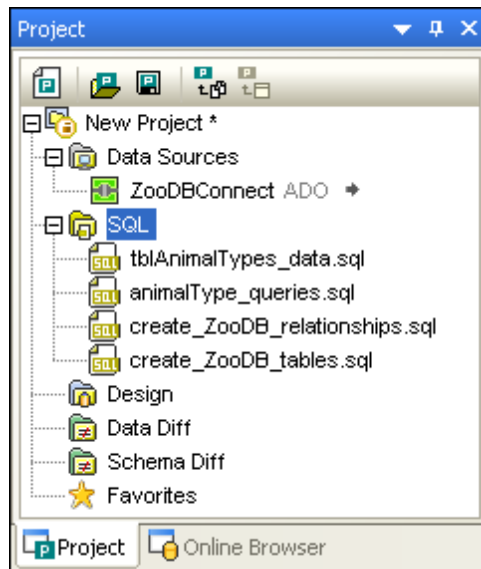 Project
New Project *
Data Sources
ZooDBConnect ADO
SQL
tblAnimalTypes_data.sql
animalType_queries.sql
create_ZooDB_relationships.sql
create_ZooDB_tables.sql
Design
Data Diff
Schema Diff
Favorites
Project Online Browser